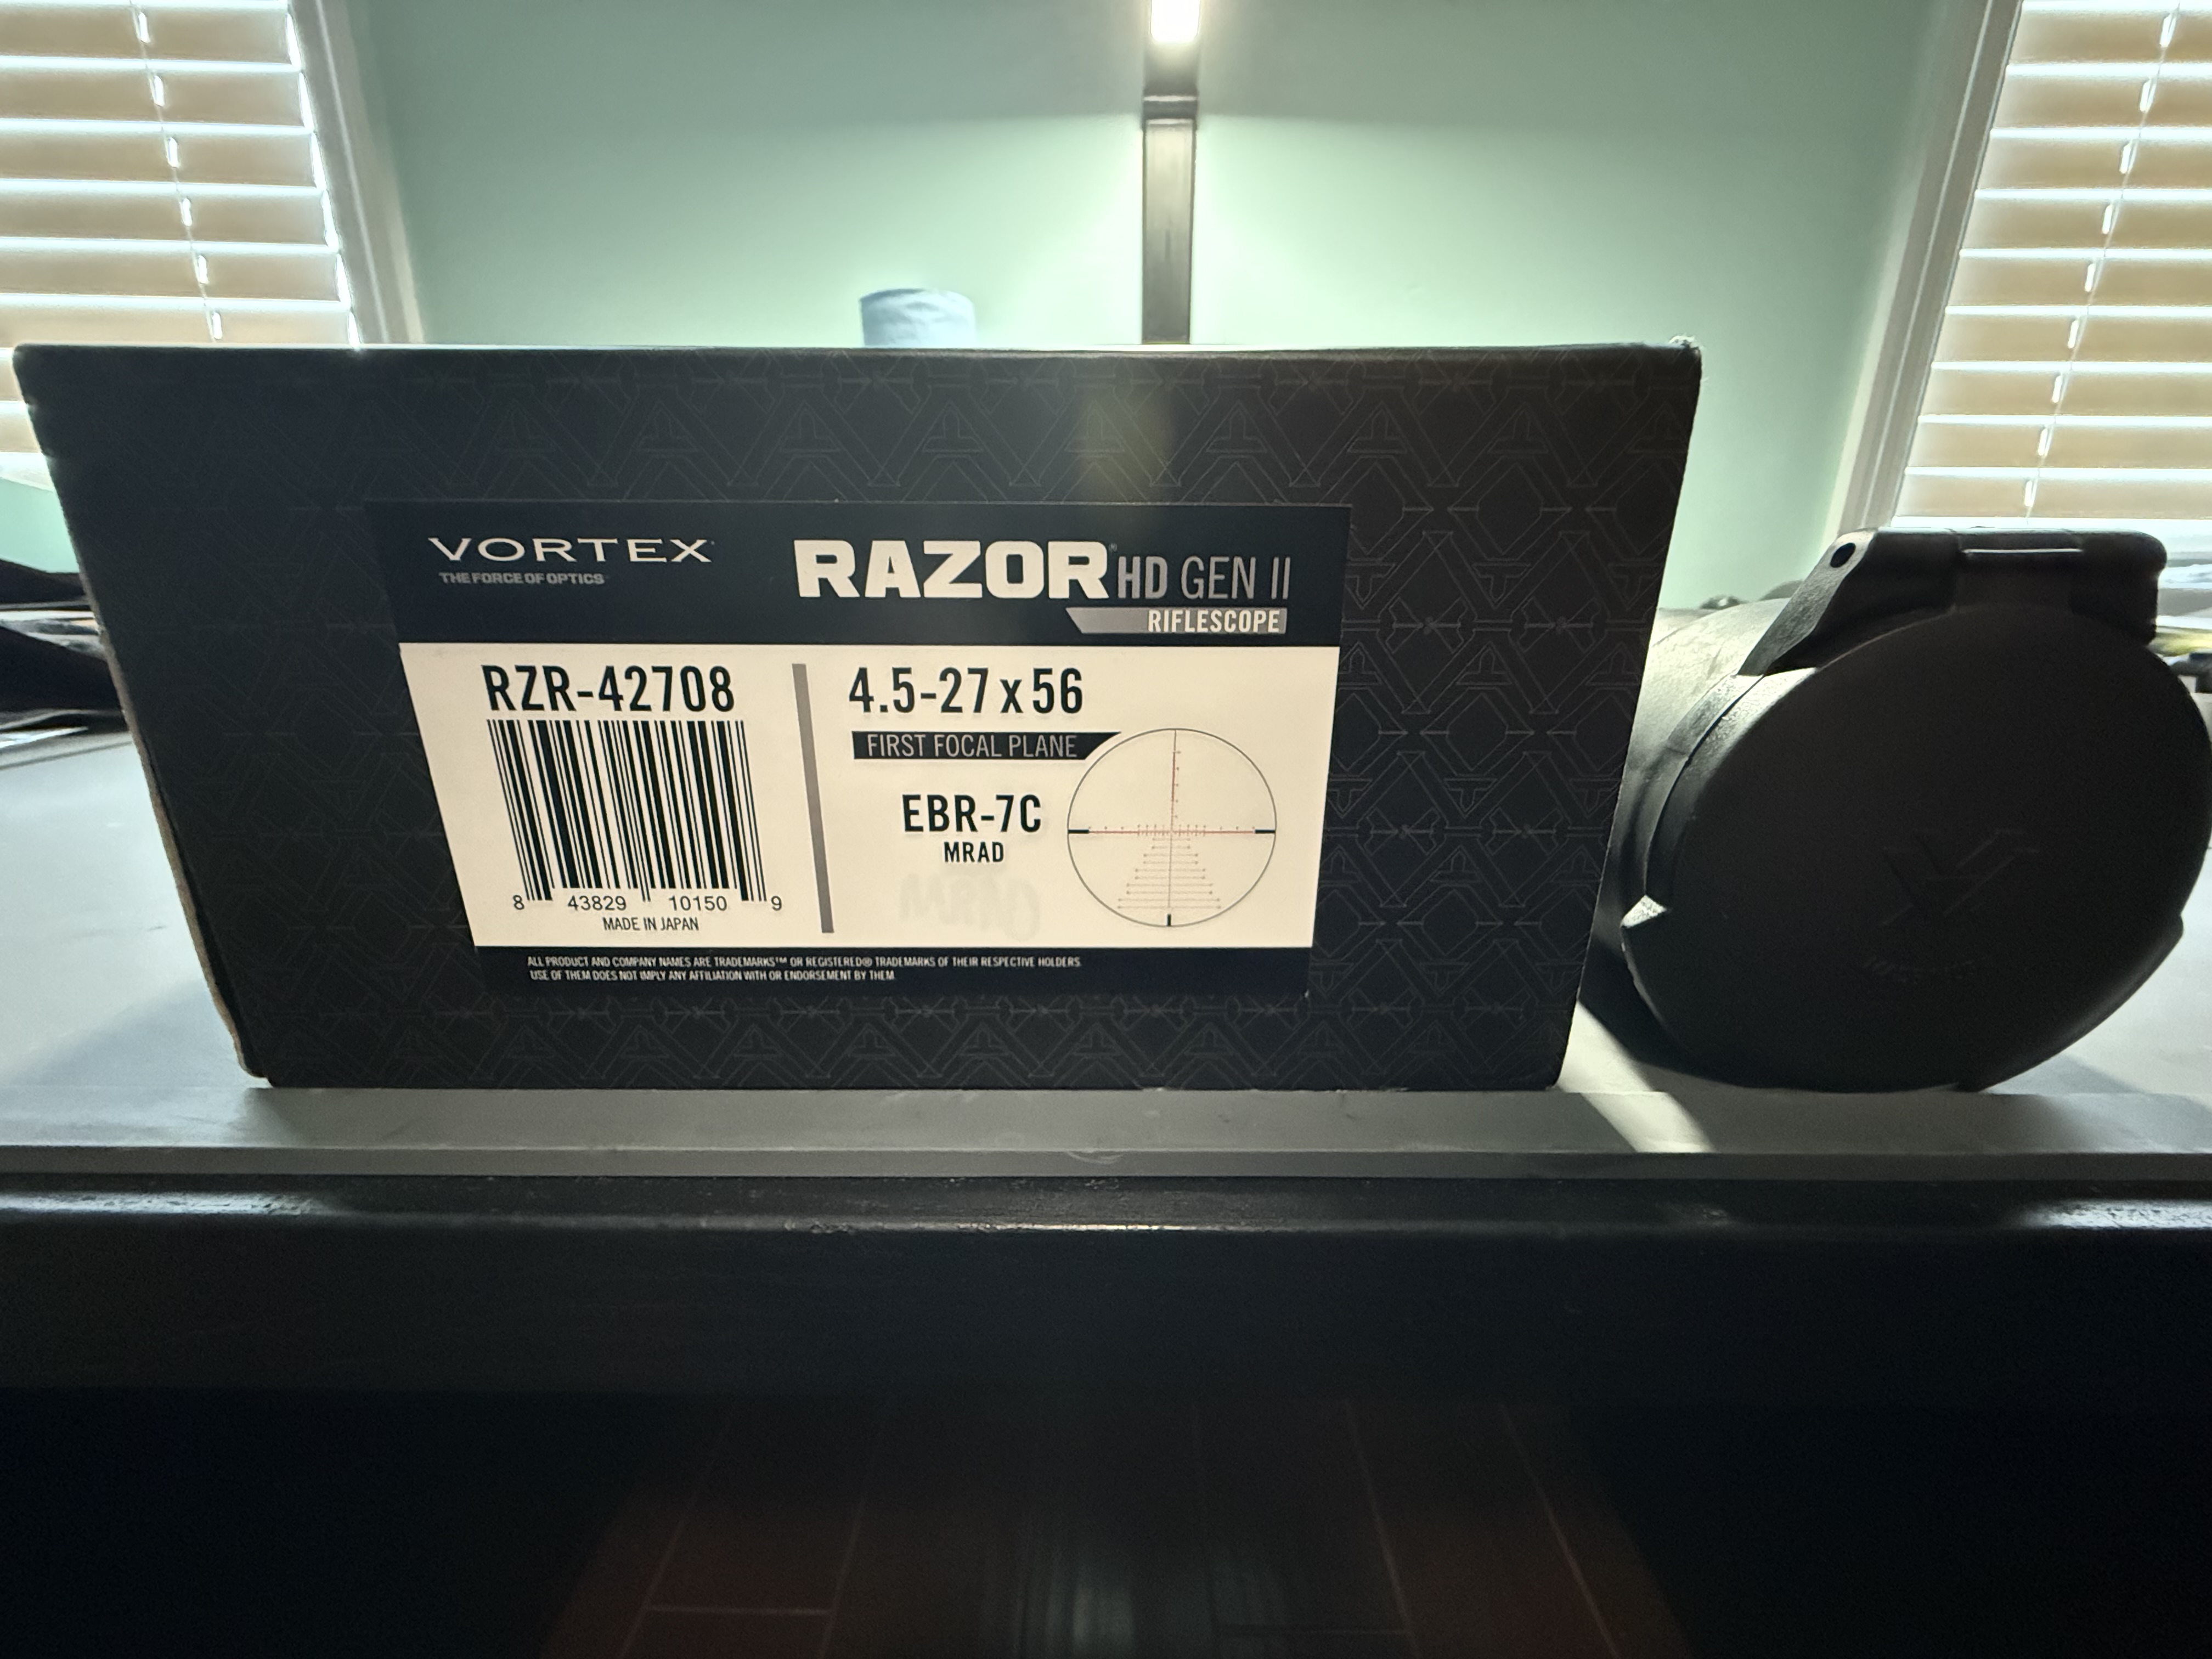 VORTEX®
THE FORCE OF OPTICS
RAZOR® HD GEN II
RIFLESCOPE
RZR-42708
8 43829 10150 9
MADE IN JAPAN
4.5-27x56
FIRST FOCAL PLANE
EBR-7C
MRAD
ALL PRODUCT AND COMPANY NAMES ARE TRADEMARKS™ OR REGISTERED® TRADEMARKS OF THEIR RESPECTIVE HOLDERS.
USE OF THEM DOES NOT IMPLY ANY AFFILIATION WITH OR ENDORSEMENT BY THEM.